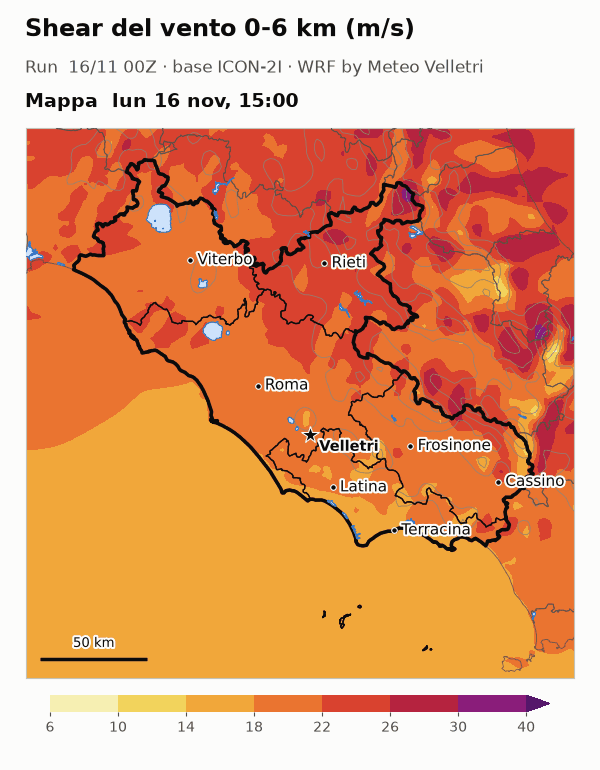 Shear del vento 0-6 km (m/s)
Run  16/11 00Z · base ICON-2I · WRF by Meteo Velletri
Mappa  lun 16 nov, 15:00
Viterbo
Rieti
Roma
Velletri
Frosinone
Cassino
Latina
Terracina
50 km
6 10 14 18 22 26 30 40